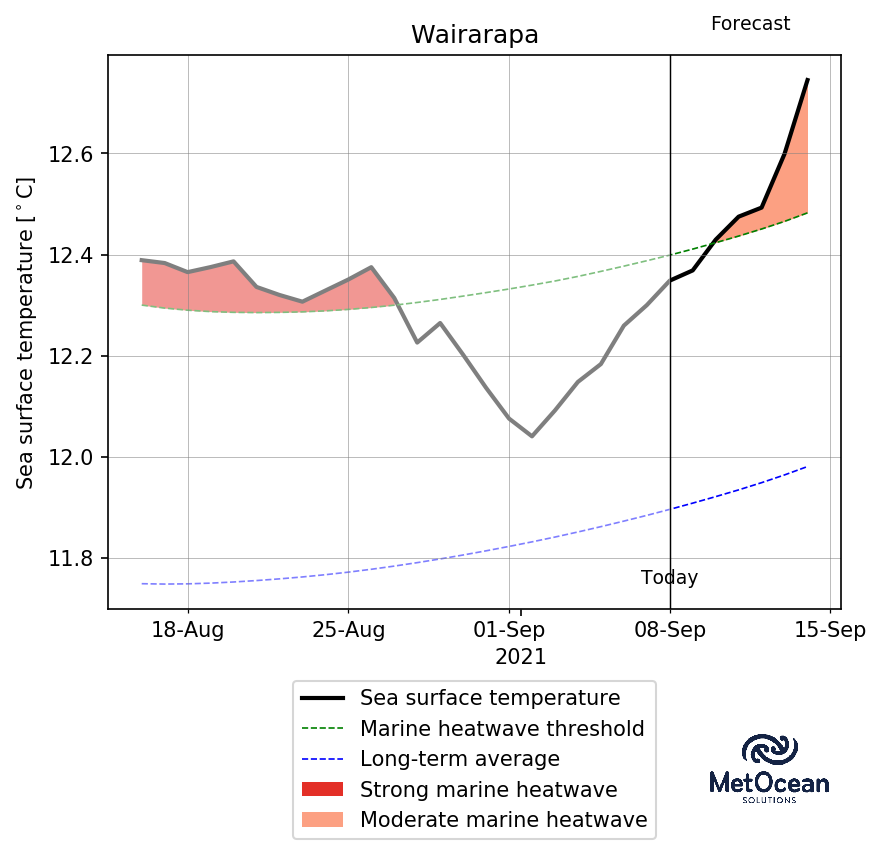 Forecast
Wairarapa
Sea surface temperature [°C]
12.6
12.4
12.2
12.0
11.8
Today
18-Aug
25-Aug
01-Sep
08-Sep
15-Sep
2021
Sea surface temperature
Marine heatwave threshold
Long-term average
Strong marine heatwave
Moderate marine heatwave
MetOcean
SOLUTIONS